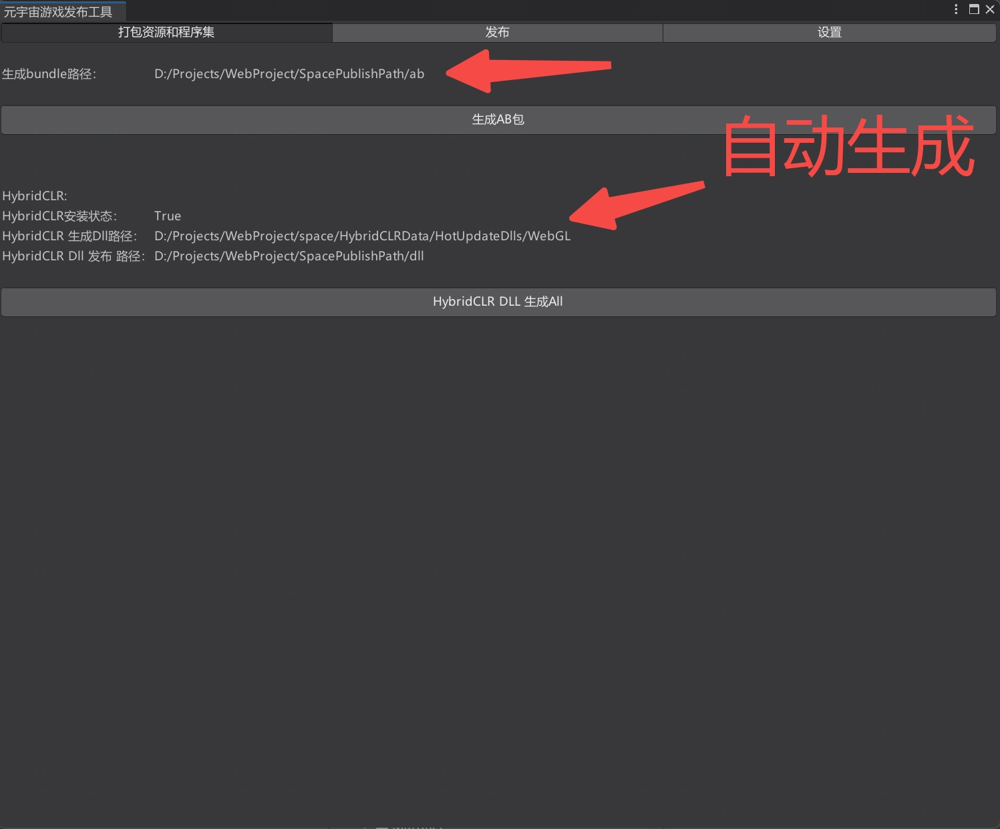 元宇宙游戏发布工具
打包资源和程序集 发布 设置
生成bundle路径： D:/Projects/WebProject/SpacePublishPath/ab
生成AB包
自动生成
HybridCLR:
HybridCLR安装状态： True
HybridCLR 生成Dll路径： D:/Projects/WebProject/space/HybridCLRData/HotUpdateDlls/WebGL
HybridCLR Dll 发布 路径： D:/Projects/WebProject/SpacePublishPath/dll
HybridCLR DLL 生成All